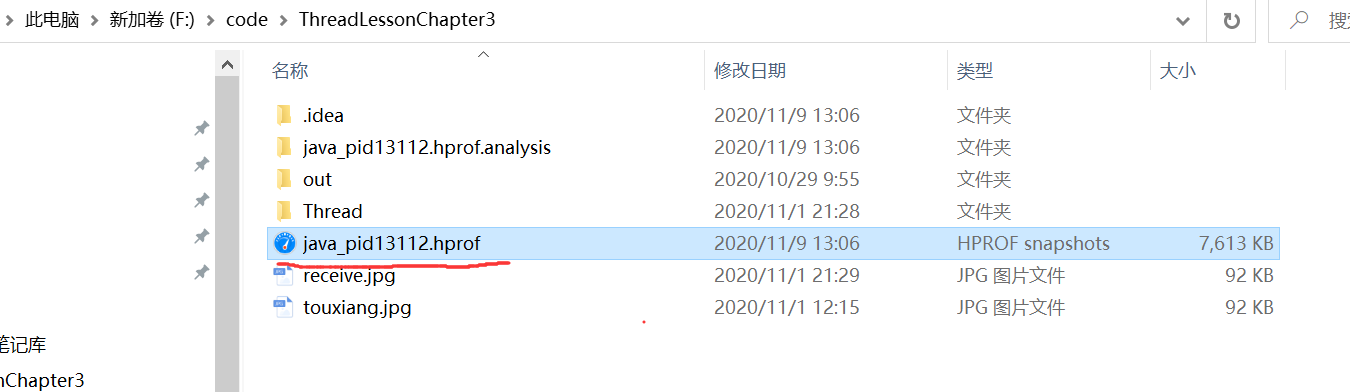 此电脑 > 新加卷 (F:) > code > ThreadLessonChapter3
名称 修改日期 类型 大小
.idea 2020/11/9 13:06 文件夹
java_pid13112.hprof.analysis 2020/11/9 13:06 文件夹
out 2020/10/29 9:55 文件夹
Thread 2020/11/1 21:28 文件夹
java_pid13112.hprof 2020/11/9 13:06 HPROF snapshots 7,613 KB
receive.jpg 2020/11/1 21:29 JPG 图片文件 92 KB
touxiang.jpg 2020/11/1 12:15 JPG 图片文件 92 KB
笔记库
nChapter3